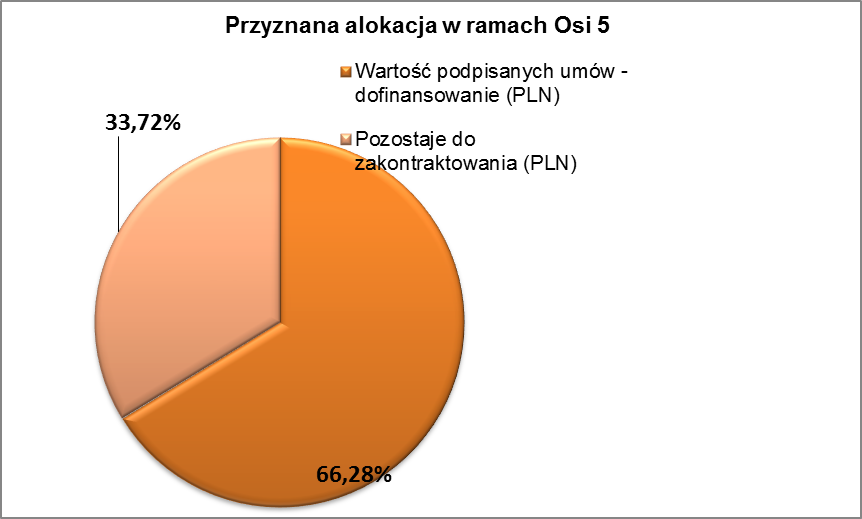 Przyznana alokacja w ramach Osi 5
Wartość podpisanych umów -
dofinansowanie (PLN)
33,72%
Pozostaje do
zakontraktowania (PLN)
66,28%